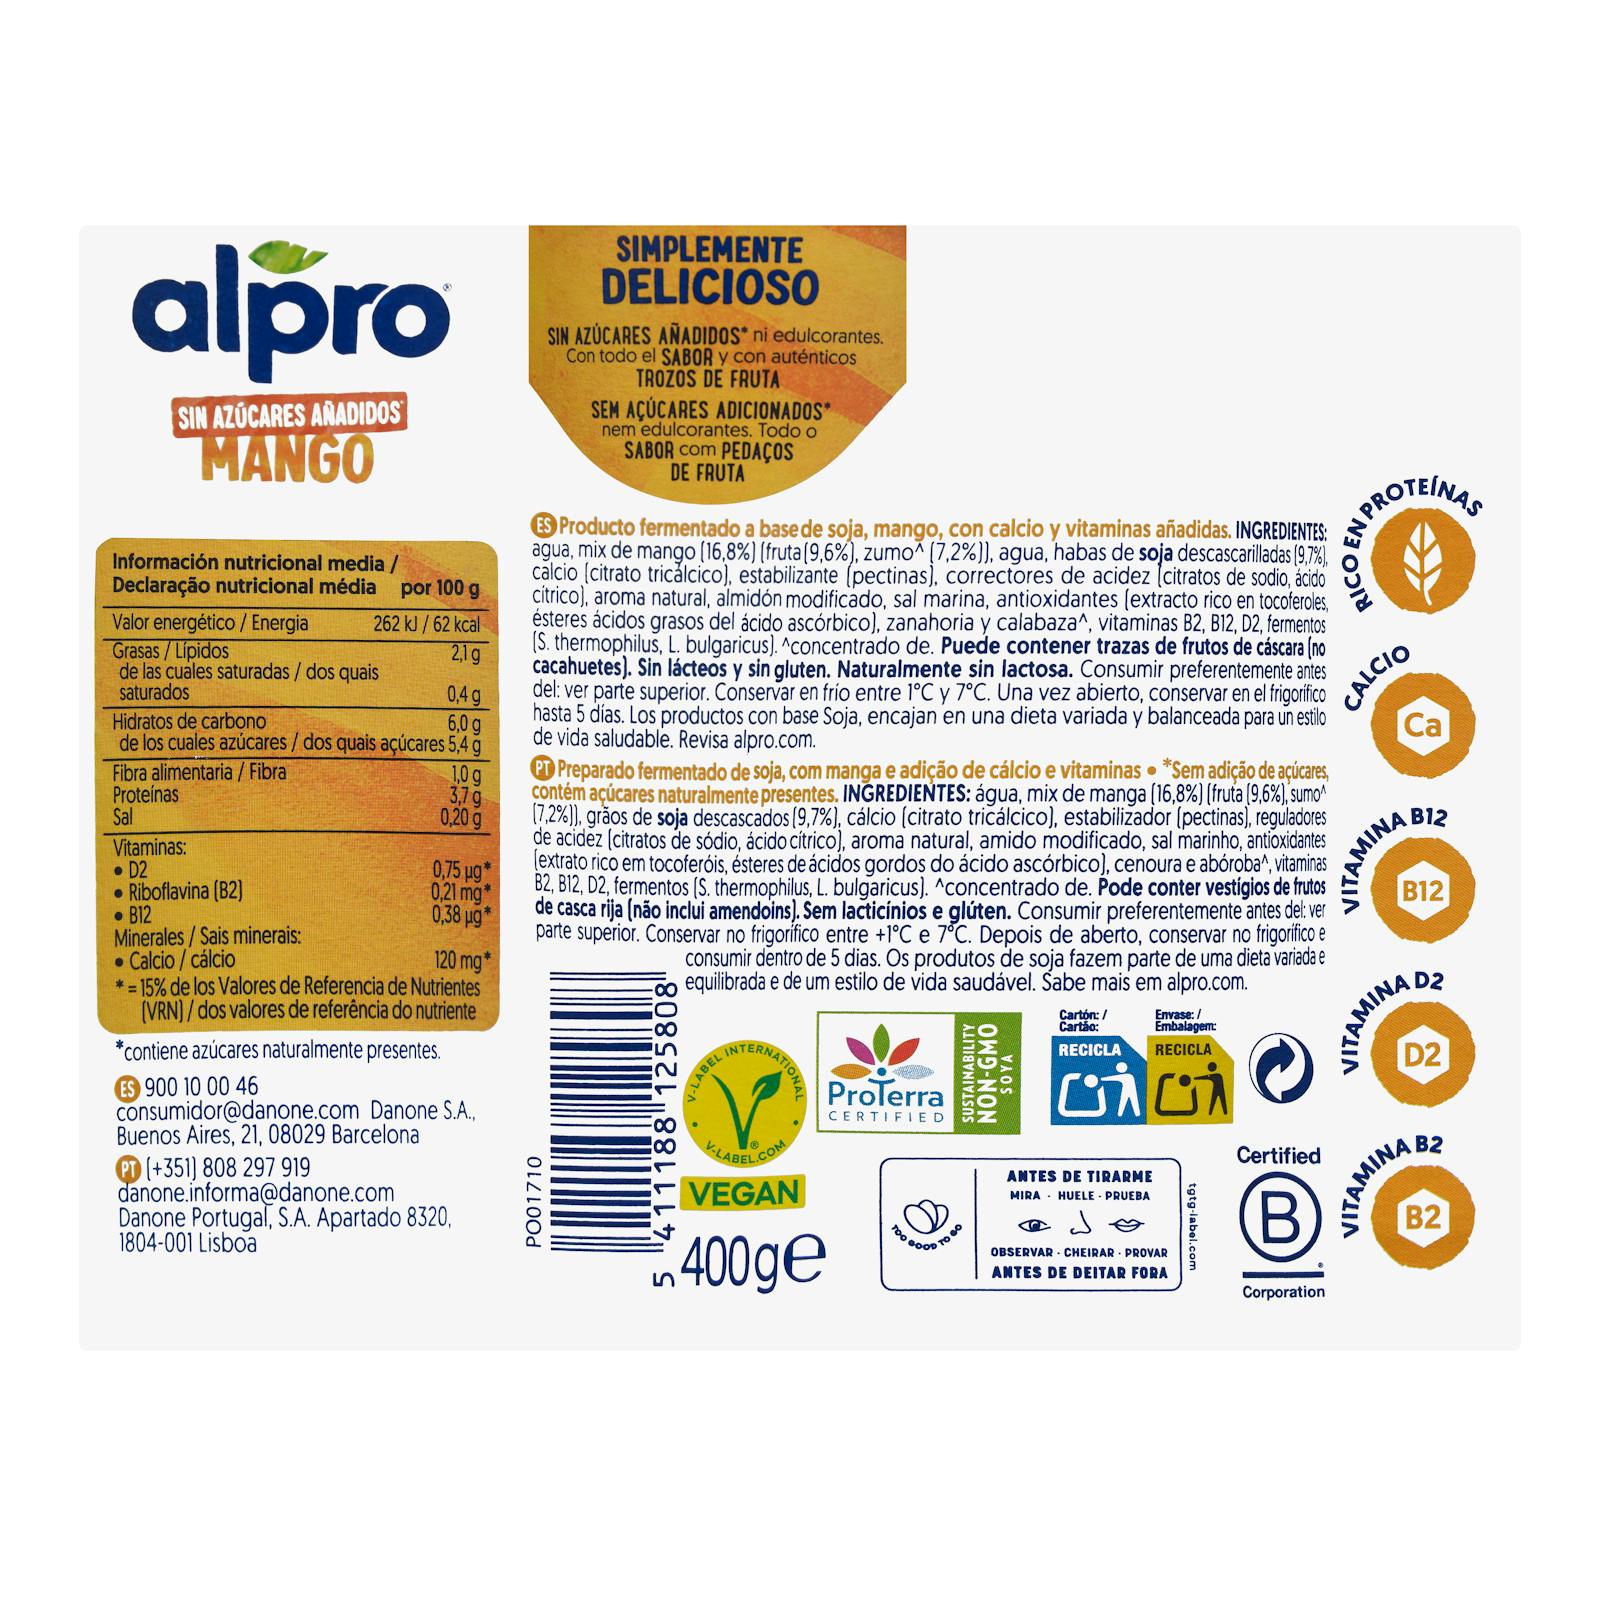 alpro
SIN AZÚCARES AÑADIDOS*
MANGO
SIMPLEMENTE
DELICIOSO
SIN AZÚCARES AÑADIDOS* ni edulcorantes.
Con todo el SABOR y con auténticos
TROZOS DE FRUTA
SEM AÇÚCARES ADICIONADOS*
nem edulcorantes. Todo o
SABOR com PEDAÇOS
DE FRUTA
Información nutricional media /
Declaração nutricional média por 100 g
Valor energético / Energia 262 kJ / 62 kcal
Grasas / Lípidos 2,1 g
de las cuales saturadas / dos quais
saturados 0,4 g
Hidratos de carbono 6,0 g
de los cuales azúcares / dos quais açúcares 5,4 g
Fibra alimentaria / Fibra 1,0 g
Proteínas 3,7 g
Sal 0,20 g
Vitaminas:
• D2 0,75 µg*
• Riboflavina (B2) 0,21 mg*
• B12 0,38 µg*
Minerales / Sais minerais:
• Calcio / cálcio 120 mg*
* = 15% de los Valores de Referencia de Nutrientes
(VRN) / dos valores de referência do nutriente
*contiene azúcares naturalmente presentes.
ES 900 10 00 46
consumidor@danone.com Danone S.A.,
Buenos Aires, 21, 08029 Barcelona
PT (+351) 808 297 919
danone.informa@danone.com
Danone Portugal, S.A. Apartado 8320,
1804-001 Lisboa
ES Producto fermentado a base de soja, mango, con calcio y vitaminas añadidas. INGREDIENTES:
agua, mix de mango (16,8%) (fruta (9,6%), zumo^ (7,2%)), agua, habas de soja descascarilladas (9,7%),
calcio (citrato tricálcico), estabilizante (pectinas), correctores de acidez (citratos de sodio, ácido
cítrico), aroma natural, almidón modificado, sal marina, antioxidantes (extracto rico en tocoferoles,
ésteres ácidos grasos del ácido ascórbico), zanahoria y calabaza^, vitaminas B2, B12, D2, fermentos
(S. thermophilus, L. bulgaricus). ^concentrado de. Puede contener trazas de frutos de cáscara (no
cacahuetes). Sin lácteos y sin gluten. Naturalmente sin lactosa. Consumir preferentemente antes
del: ver parte superior. Conservar en frío entre 1°C y 7°C. Una vez abierto, conservar en el frigorífico
hasta 5 días. Los productos con base Soja, encajan en una dieta variada y balanceada para un estilo
de vida saludable. Revisa alpro.com.
PT Preparado fermentado de soja, com manga e adição de cálcio e vitaminas • *Sem adição de açúcares,
contém açúcares naturalmente presentes. INGREDIENTES: água, mix de manga (16,8%) (fruta (9,6%), sumo^
(7,2%)), grãos de soja descascados (9,7%), cálcio (citrato tricálcico), estabilizador (pectinas), reguladores
de acidez (citratos de sódio, ácido cítrico), aroma natural, amido modificado, sal marinho, antioxidantes
(extrato rico em tocoferóis, ésteres de ácidos gordos do ácido ascórbico), cenoura e abóroba^, vitaminas
B2, B12, D2, fermentos (S. thermophilus, L. bulgaricus). ^concentrado de. Pode conter vestígios de frutos
de casca rija (não inclui amendoins). Sem lacticínios e glúten. Consumir preferentemente antes del: ver
parte superior. Conservar no frigorífico entre +1°C e 7°C. Depois de aberto, conservar no frigorífico e
consumir dentro de 5 dias. Os produtos de soja fazem parte de uma dieta variada e
equilibrada e de um estilo de vida saudável. Sabe mais em alpro.com.
PO01710
5 411188 125808
V-LABEL INTERNATIONAL
V-LABEL.COM
VEGAN
400 g e
ProTerra
CERTIFIED
SUSTAINABILITY
NON-GMO
SOYA
Cartón: /
Cartão:
RECICLA
Envase: /
Embalagem:
RECICLA
TOO GOOD TO GO
ANTES DE TIRARME
MIRA · HUELE · PRUEBA
OBSERVAR · CHEIRAR · PROVAR
ANTES DE DEITAR FORA
tgtg-label.com
Certified
B
Corporation
RICO EN PROTEÍNAS
CALCIO
Ca
VITAMINA B12
B12
VITAMINA D2
D2
VITAMINA B2
B2